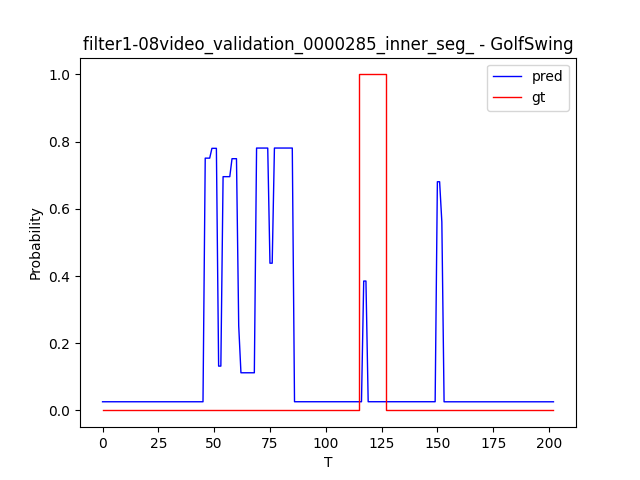 filter1-08video_validation_0000285_inner_seg_ - GolfSwing
pred
gt
Probability
1.0
0.8
0.6
0.4
0.2
0.0
0 25 50 75 100 125 150 175 200
T